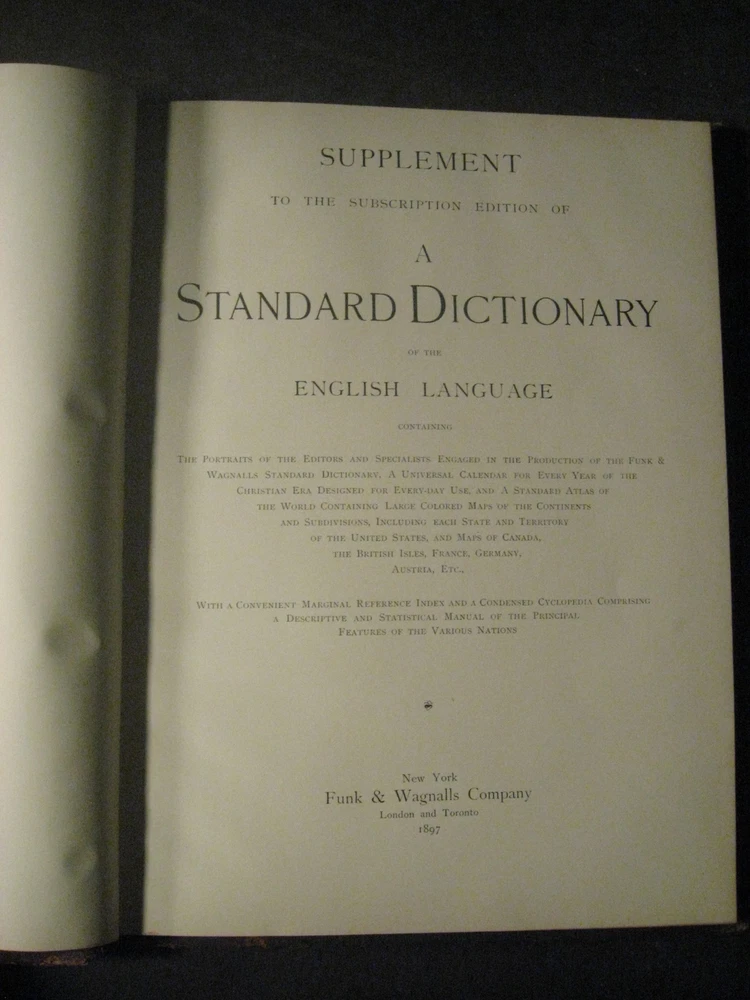 SUPPLEMENT
TO THE SUBSCRIPTION EDITION OF
A
STANDARD DICTIONARY
OF THE
ENGLISH LANGUAGE
CONTAINING
THE PORTRAITS OF THE EDITORS AND SPECIALISTS ENGAGED IN THE PRODUCTION OF THE FUNK &
WAGNALLS STANDARD DICTIONARY, A UNIVERSAL CALENDAR FOR EVERY YEAR OF THE
CHRISTIAN ERA DESIGNED FOR EVERY-DAY USE, AND A STANDARD ATLAS OF
THE WORLD CONTAINING LARGE COLORED MAPS OF THE CONTINENTS
AND SUBDIVISIONS, INCLUDING EACH STATE AND TERRITORY
OF THE UNITED STATES, AND MAPS OF CANADA,
THE BRITISH ISLES, FRANCE, GERMANY,
AUSTRIA, ETC.,
WITH A CONVENIENT MARGINAL REFERENCE INDEX AND A CONDENSED CYCLOPEDIA COMPRISING
A DESCRIPTIVE AND STATISTICAL MANUAL OF THE PRINCIPAL
FEATURES OF THE VARIOUS NATIONS
New York
Funk & Wagnalls Company
London and Toronto
1897